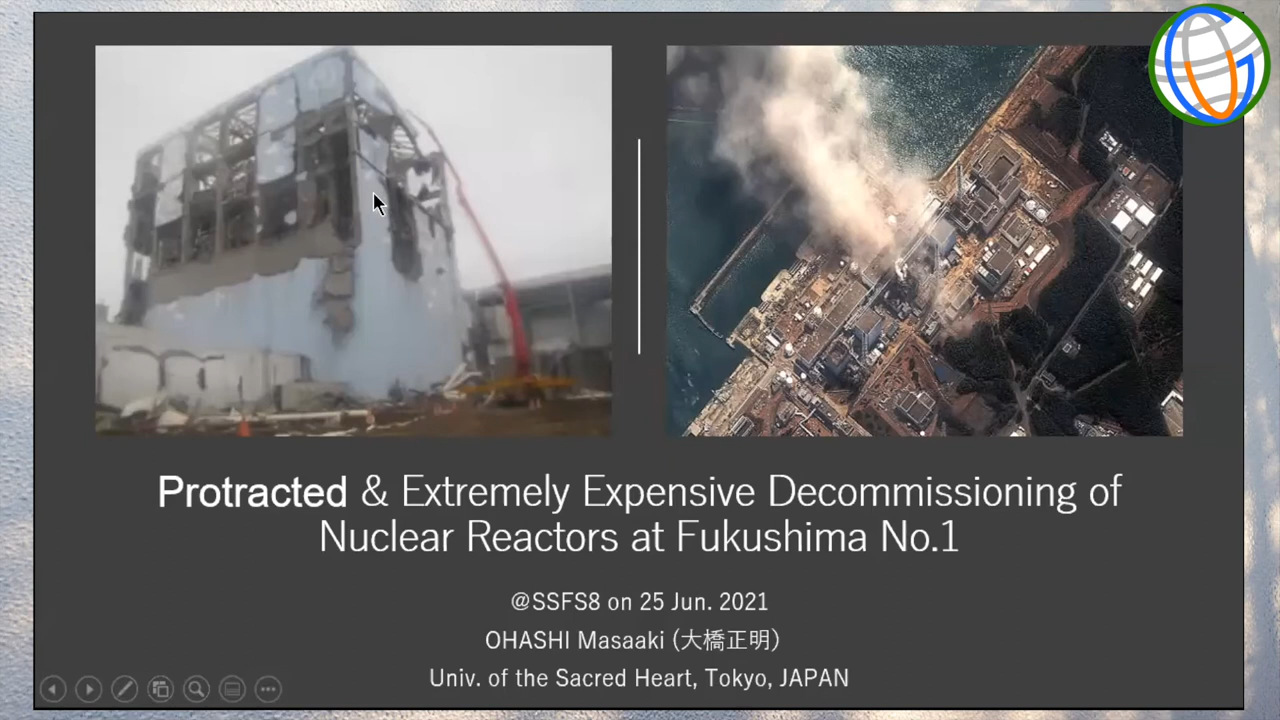 Protracted & Extremely Expensive Decommissioning of
Nuclear Reactors at Fukushima No.1
@SSFS8 on 25 Jun. 2021
OHASHI Masaaki (大橋正明)
Univ. of the Sacred Heart, Tokyo, JAPAN